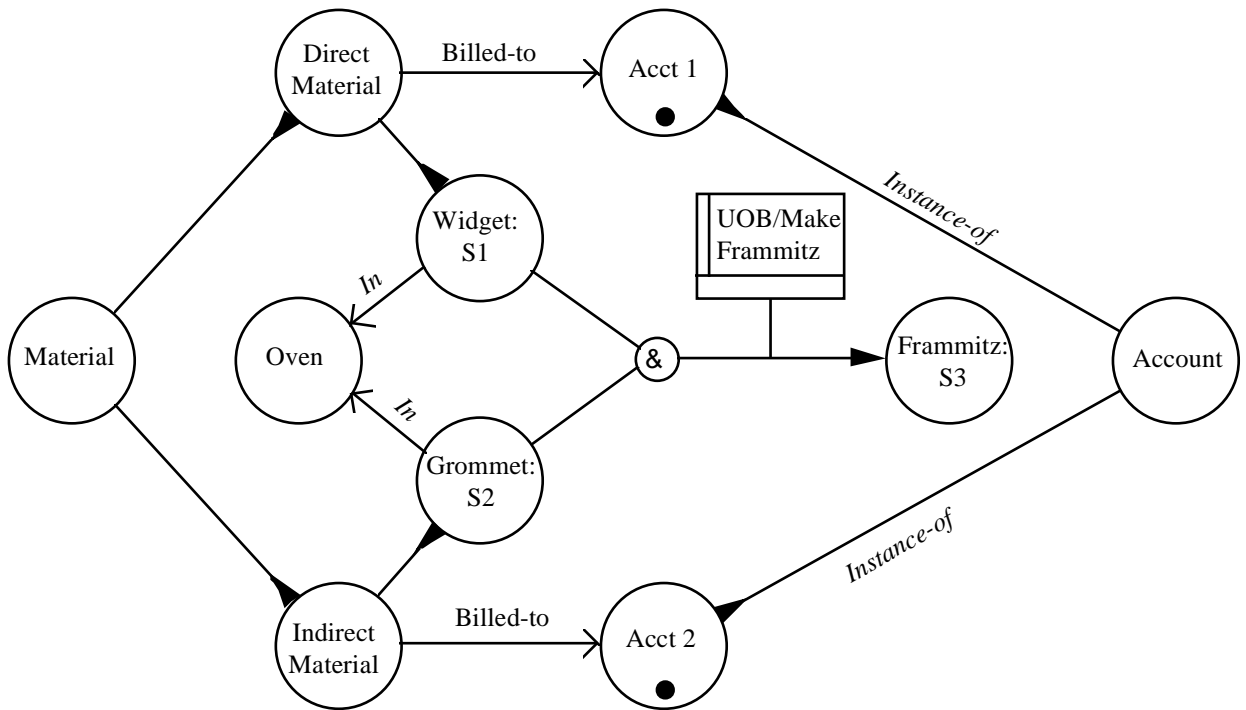 Direct
Material
Billed-to
Acct 1
Instance-of
Widget:
S1
UOB/Make
Frammitz
In
Material
Oven
&
Frammitz:
S3
Account
In
Grommet:
S2
Instance-of
Indirect
Material
Billed-to
Acct 2